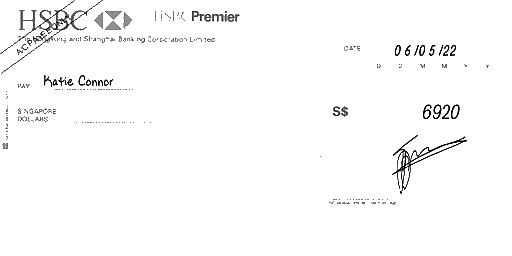 HSBC HSBC Premier
The Hongkong and Shanghai Banking Corporation Limited
A/C PAYEE ONLY
DATE 06/05/22
D D M M Y Y
PAY Katie Connor
SINGAPORE
DOLLARS
S$ 6920